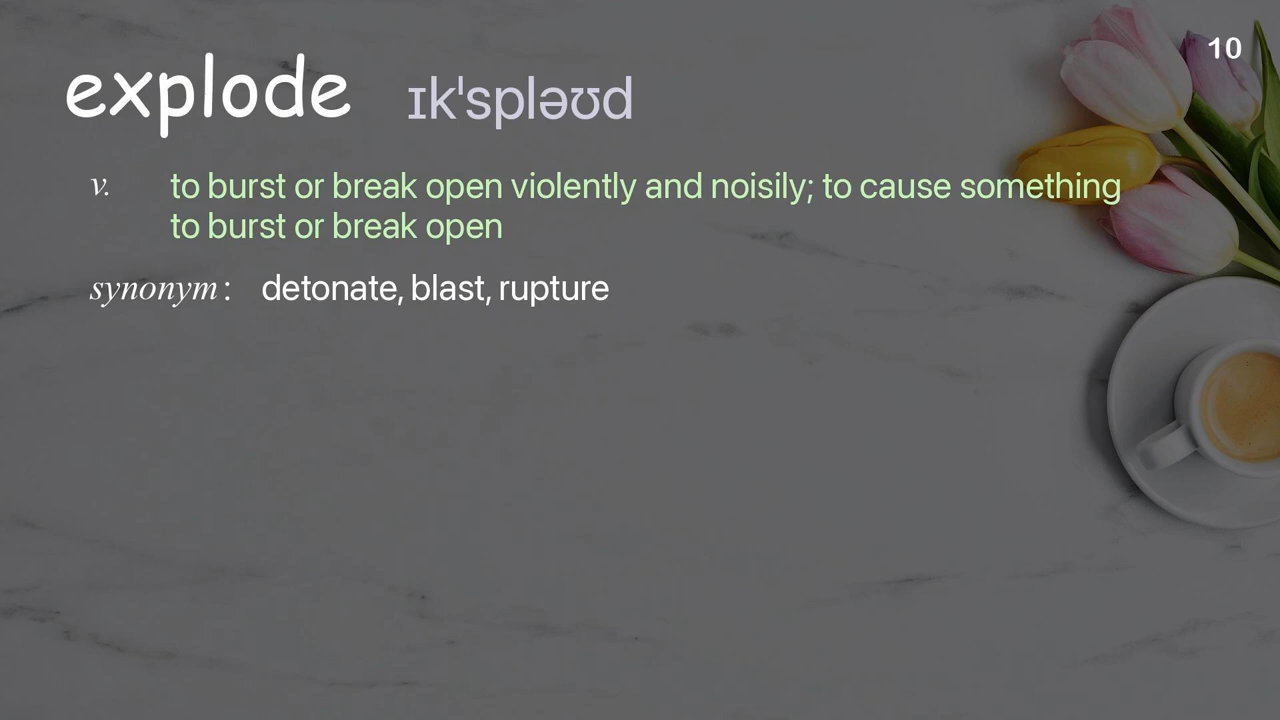 10
explode ɪk'spləʊd
v. to burst or break open violently and noisily; to cause something
to burst or break open
synonym : detonate, blast, rupture